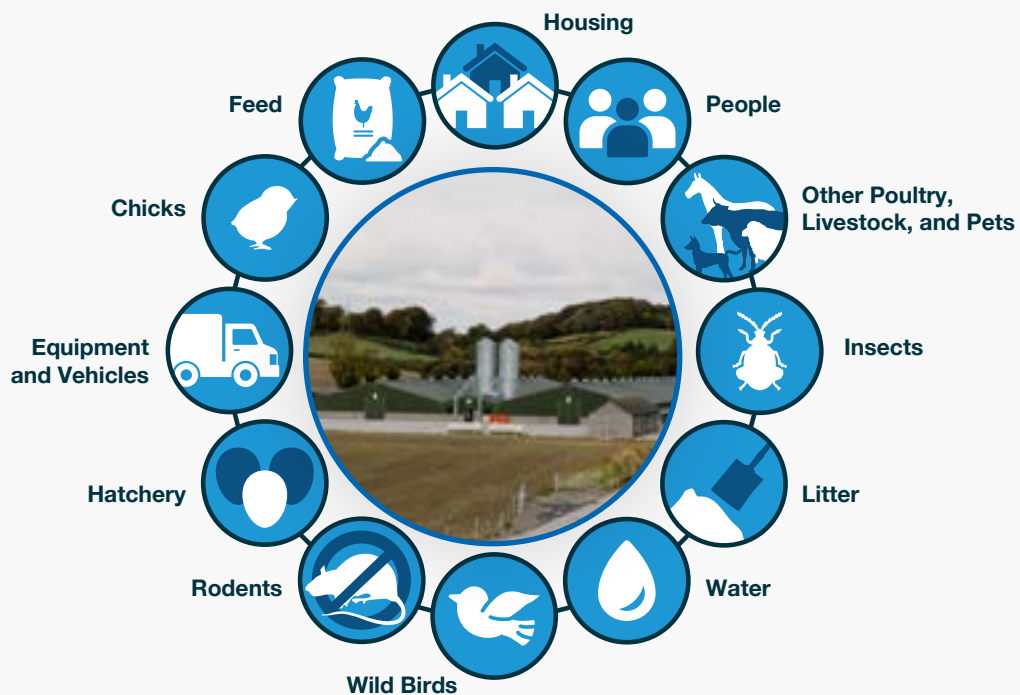 Housing
People
Other Poultry,
Livestock, and Pets
Insects
Litter
Water
Wild Birds
Rodents
Hatchery
Equipment
and Vehicles
Chicks
Feed